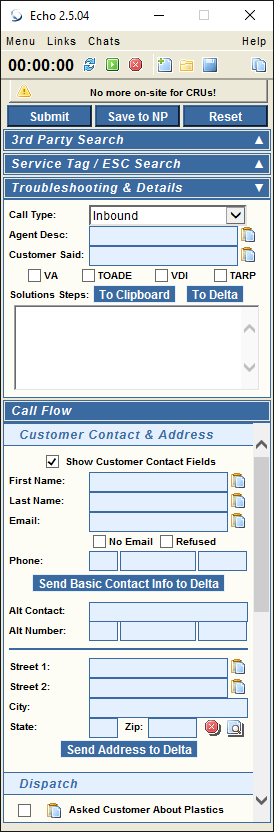 Echo 2.5.04
Menu Links Chats Help
00:00:00
No more on-site for CRUs!
Submit Save to NP Reset
3rd Party Search
Service Tag / ESC Search
Troubleshooting & Details
Call Type: Inbound
Agent Desc:
Customer Said:
VA TOADE VDI TARP
Solutions Steps: To Clipboard To Delta
Call Flow
Customer Contact & Address
Show Customer Contact Fields
First Name:
Last Name:
Email:
No Email Refused
Phone:
Send Basic Contact Info to Delta
Alt Contact:
Alt Number:
Street 1:
Street 2:
City:
State: Zip:
Send Address to Delta
Dispatch
Asked Customer About Plastics